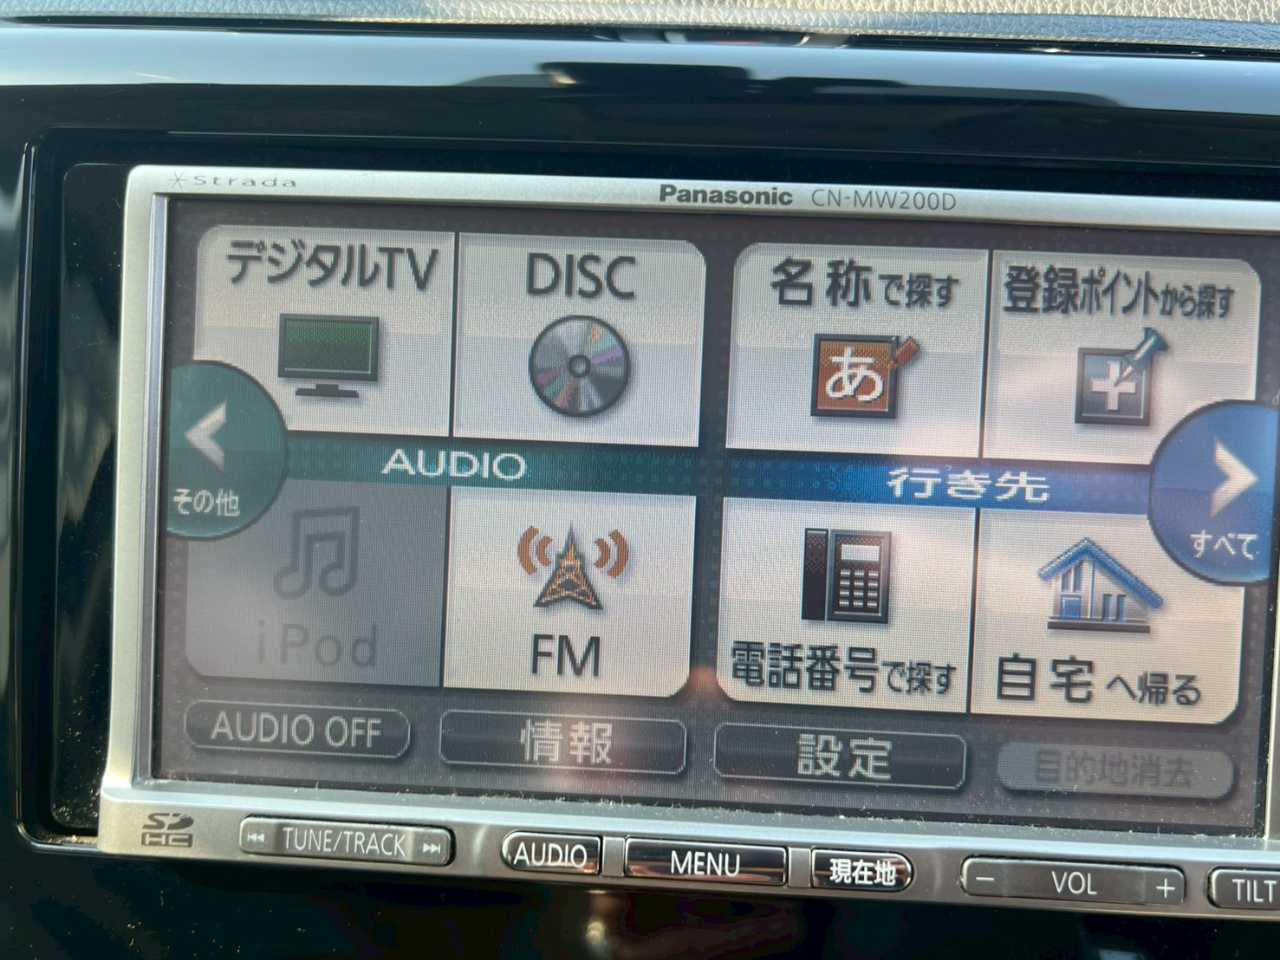 Strada
Panasonic CN-MW200D
デジタルTV
DISC
名称で探す
登録ポイントから探す
あ
その他
AUDIO
行き先
すべて
iPod
FM
電話番号で探す
自宅へ帰る
AUDIO OFF
情報
設定
目的地消去
SD HC
TUNE/TRACK
AUDIO
MENU
現在地
− VOL +
TILT